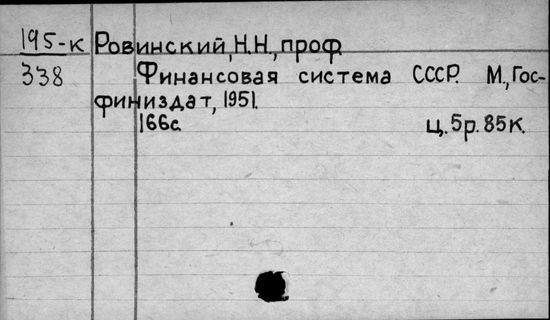 195-к Ровинский, Н.Н., проф.
338 Финансовая система СССР. М., Гос-
финиздат, 1951.
166с. Ц. 5р. 85к.